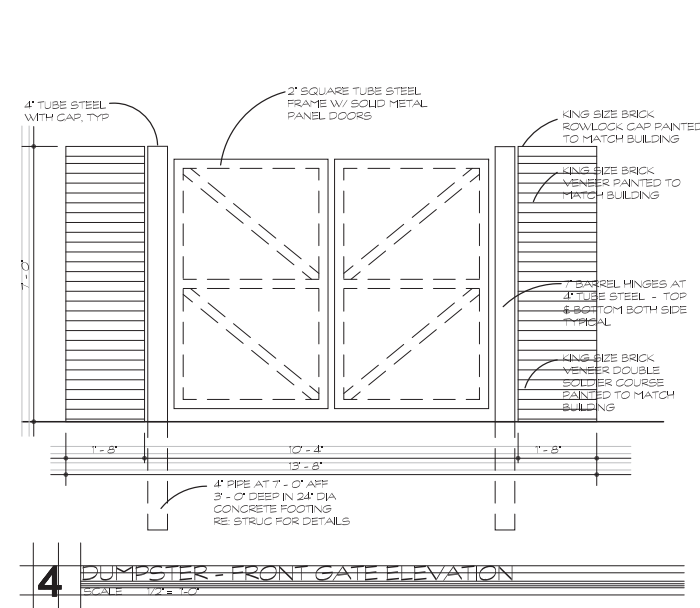 4" TUBE STEEL
WITH CAP, TYP
2" SQUARE TUBE STEEL
FRAME W/ SOLID METAL
PANEL DOORS
KING SIZE BRICK
ROWLOCK CAP PAINTED
TO MATCH BUILDING
KING SIZE BRICK
VENEER PAINTED TO
MATCH BUILDING
7" BARREL HINGES AT
4" TUBE STEEL - TOP
& BOTTOM BOTH SIDE
TYPICAL
KING SIZE BRICK
VENEER DOUBLE
SOLDIER COURSE
PAINTED TO MATCH
BUILDING
7' - 0"
1' - 8"
10' - 4"
1' - 8"
13' - 8"
4" PIPE AT 7' - 0" AFF
3' - 0" DEEP IN 24" DIA
CONCRETE FOOTING
RE: STRUC FOR DETAILS
4
DUMPSTER - FRONT GATE ELEVATION
SCALE 1/2" = 1'-0"